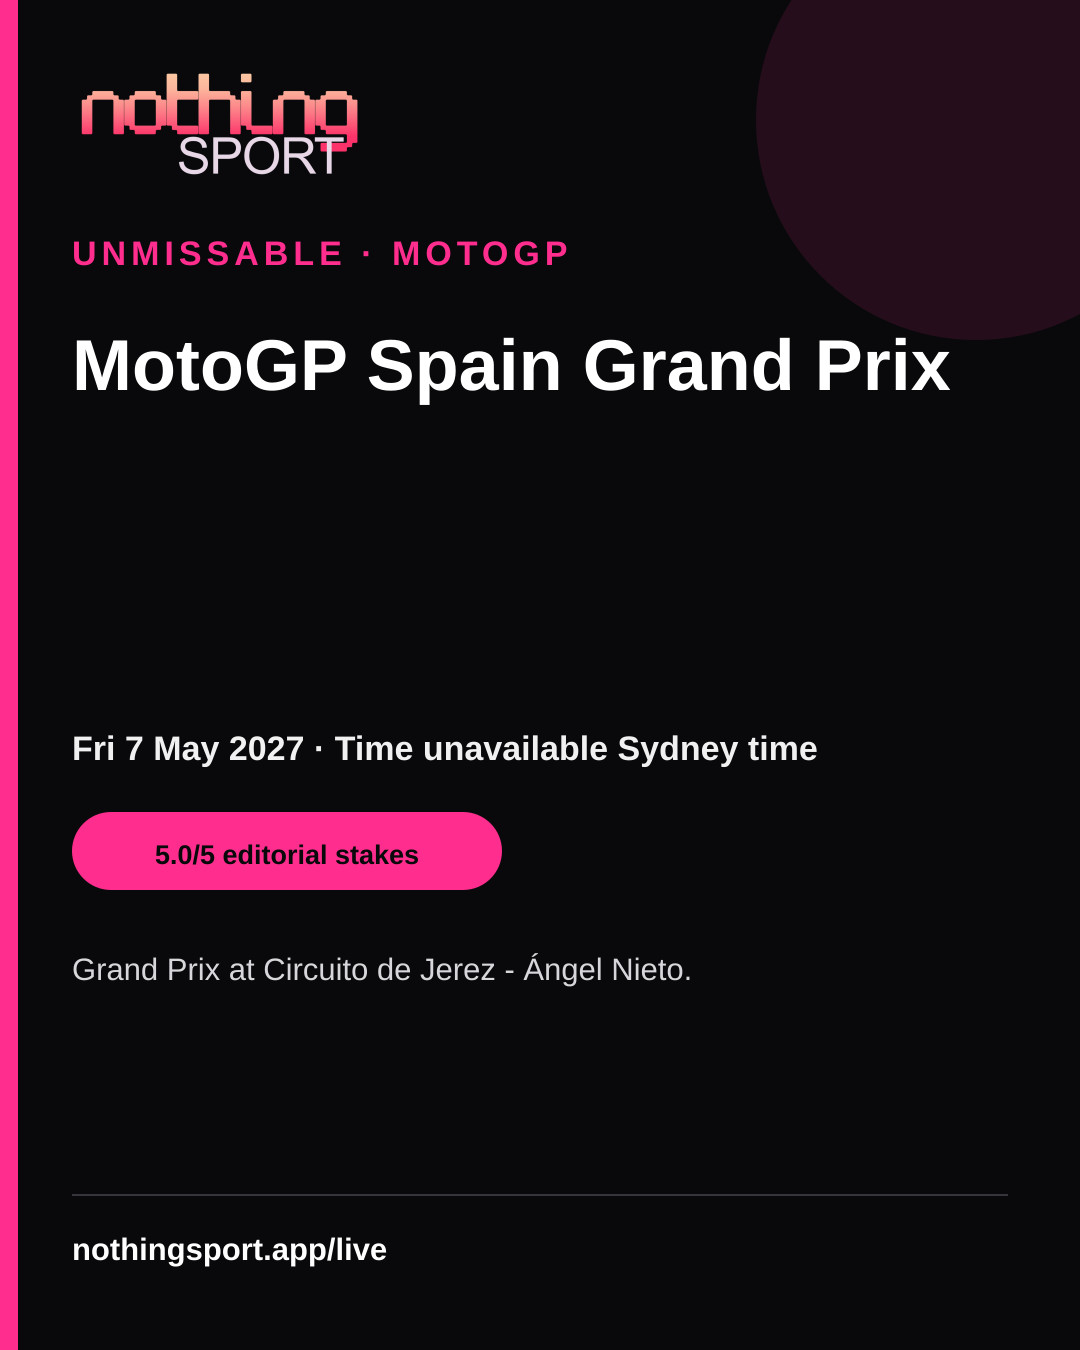 nothing
SPORT
UNMISSABLE · MOTOGP
MotoGP Spain Grand Prix
Fri 7 May 2027 · Time unavailable Sydney time
5.0/5 editorial stakes
Grand Prix at Circuito de Jerez - Ángel Nieto.
nothingsport.app/live